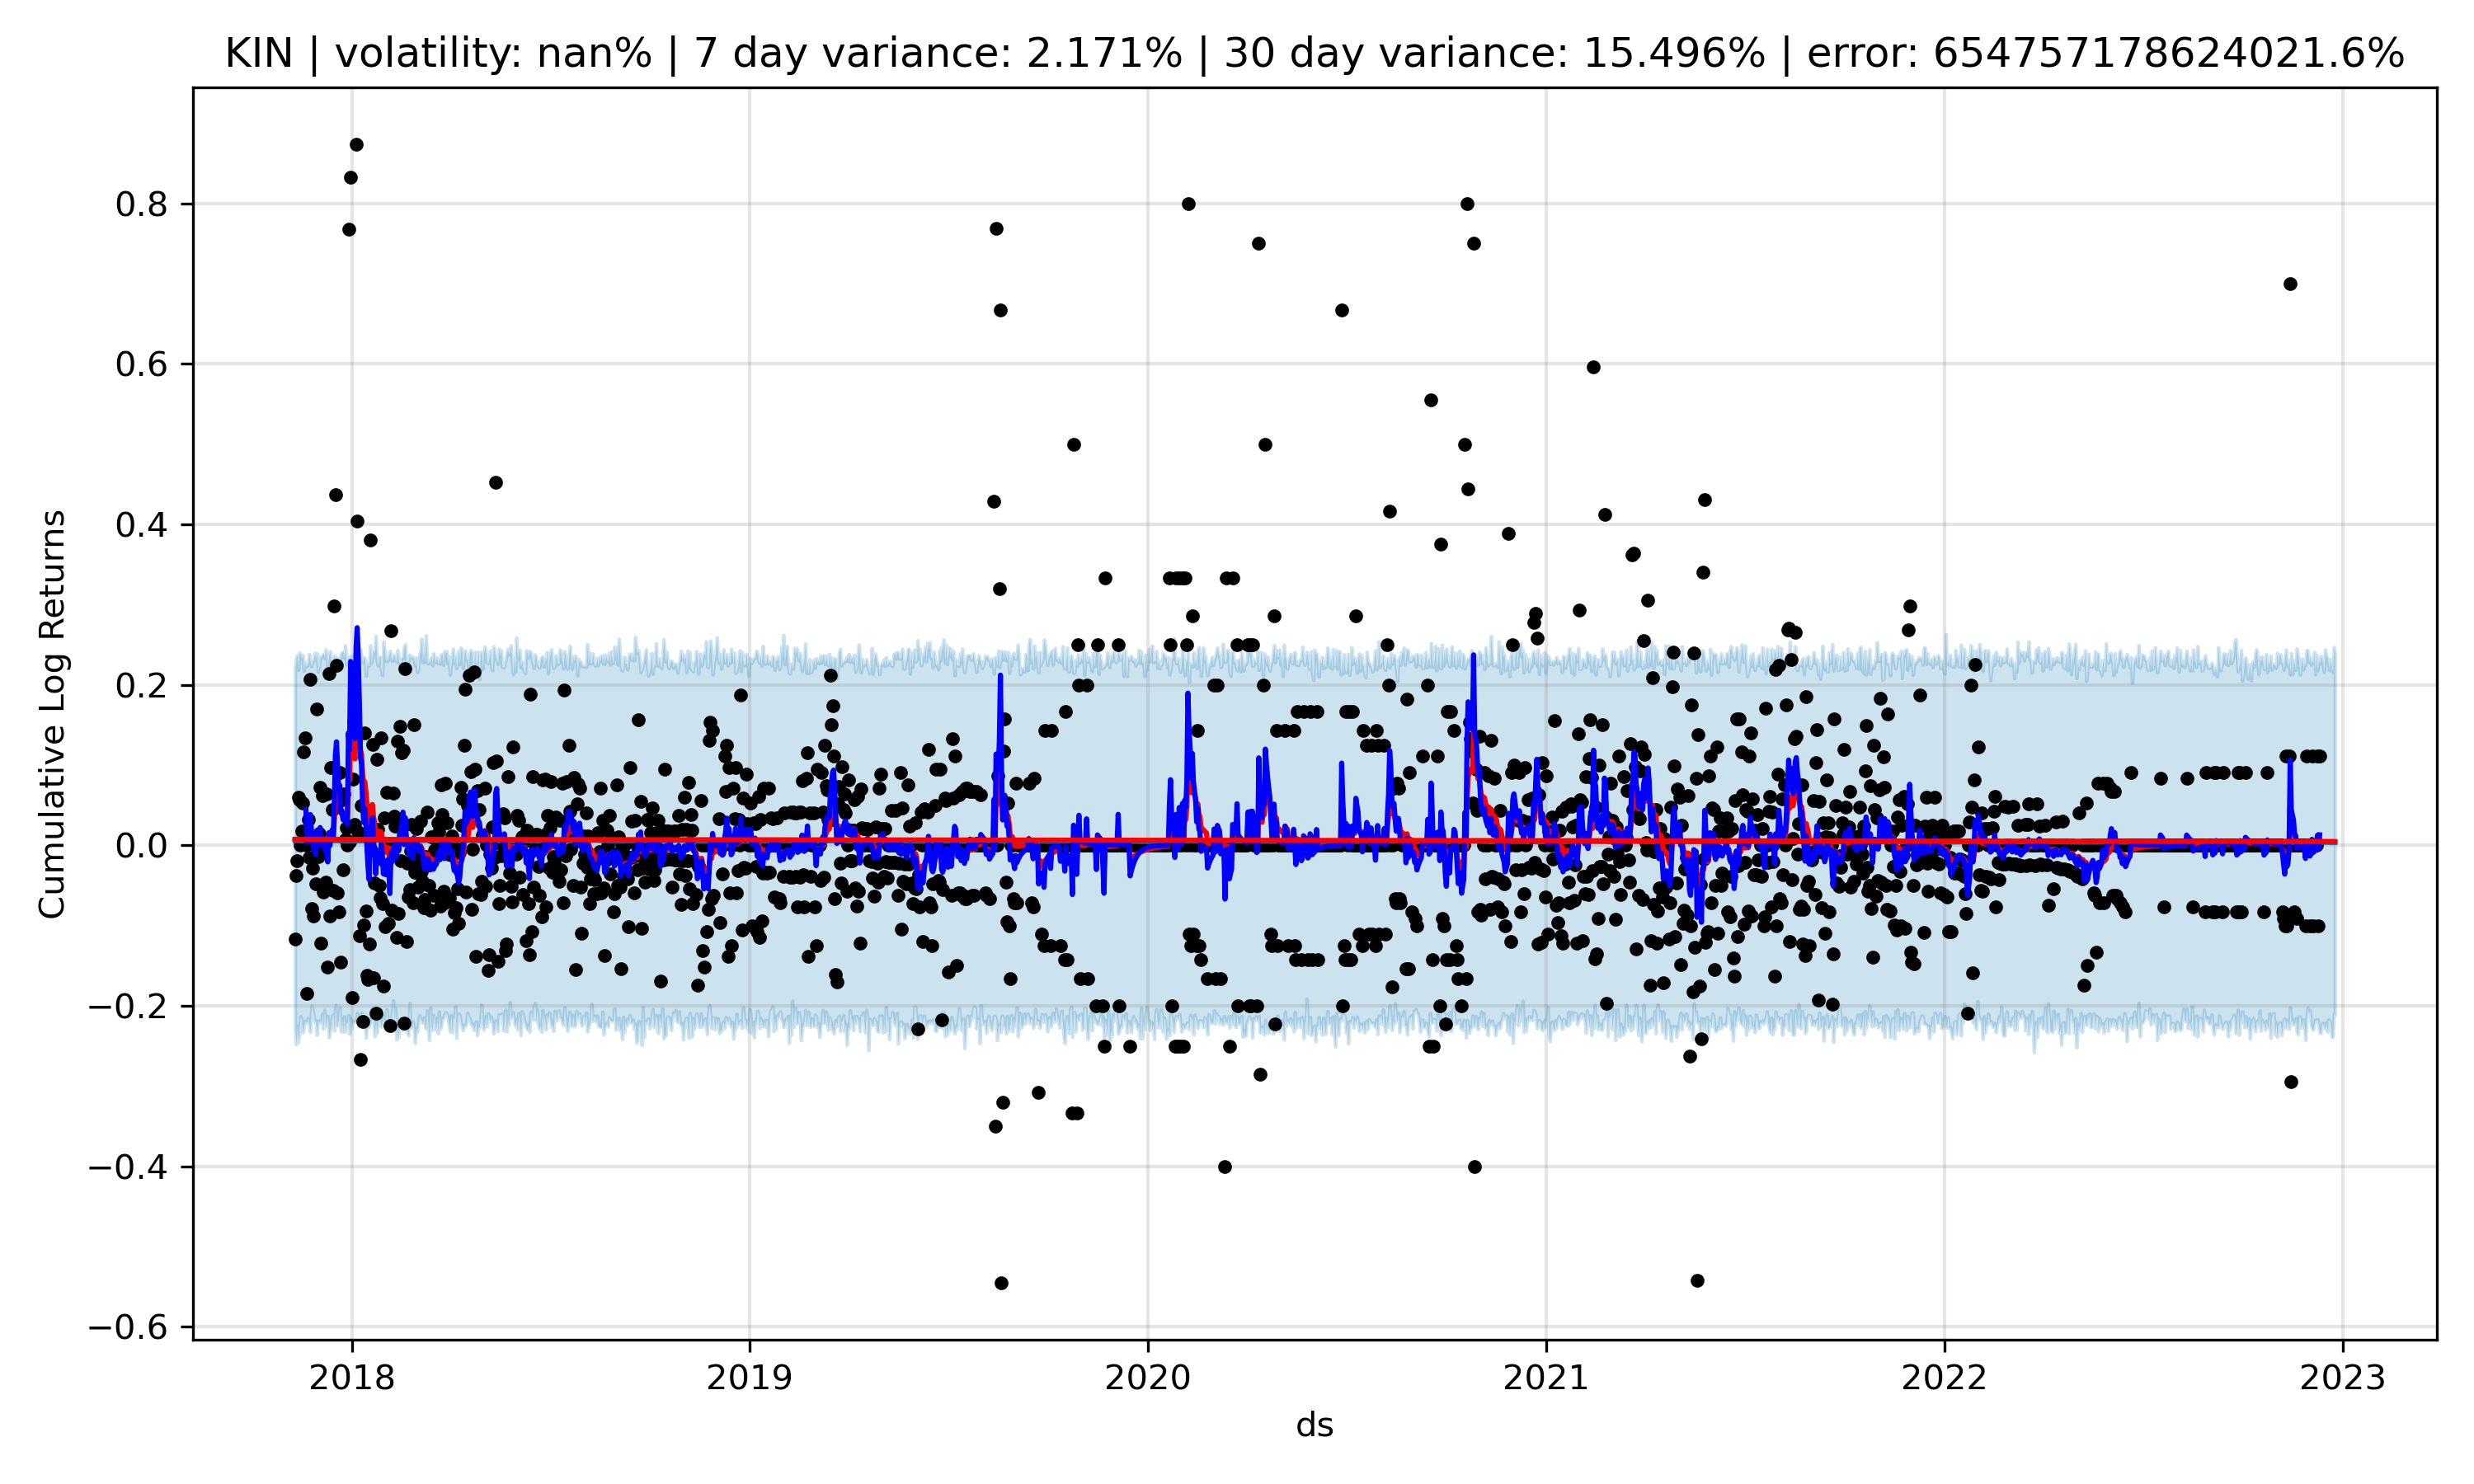 KIN | volatility: nan% | 7 day variance: 2.171% | 30 day variance: 15.496% | error: 654757178624021.6%
Cumulative Log Returns
0.8
0.6
0.4
0.2
0.0
−0.2
−0.4
−0.6
2018 2019 2020 2021 2022 2023
ds